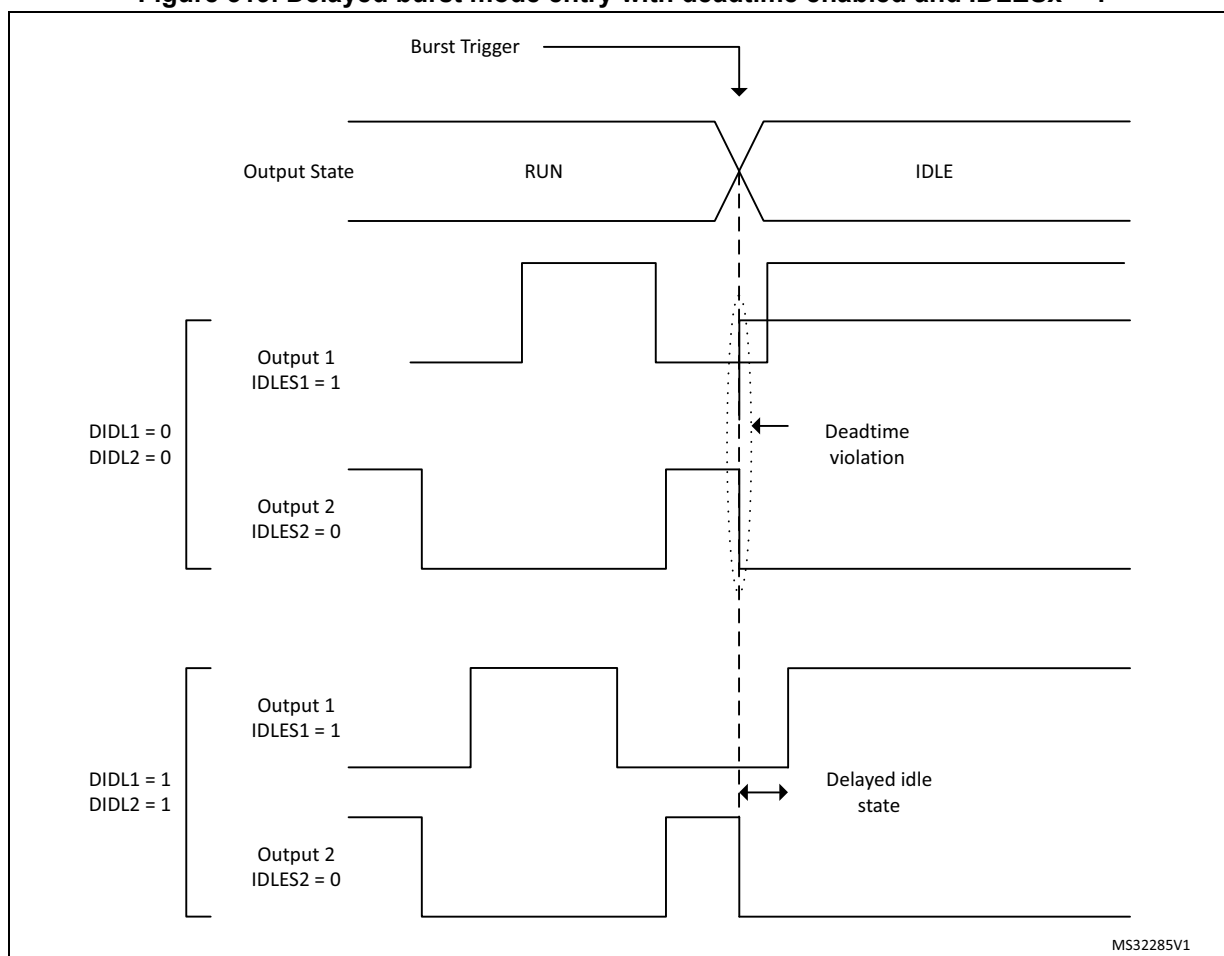 Figure 310. Delayed burst mode entry with deadtime enabled and IDLESx = 1
Burst Trigger
Output State
RUN
IDLE
Output 1
IDLES1 = 1
DIDL1 = 0
DIDL2 = 0
Deadtime
violation
Output 2
IDLES2 = 0
Output 1
IDLES1 = 1
DIDL1 = 1
DIDL2 = 1
Delayed idle
state
Output 2
IDLES2 = 0
MS32285V1